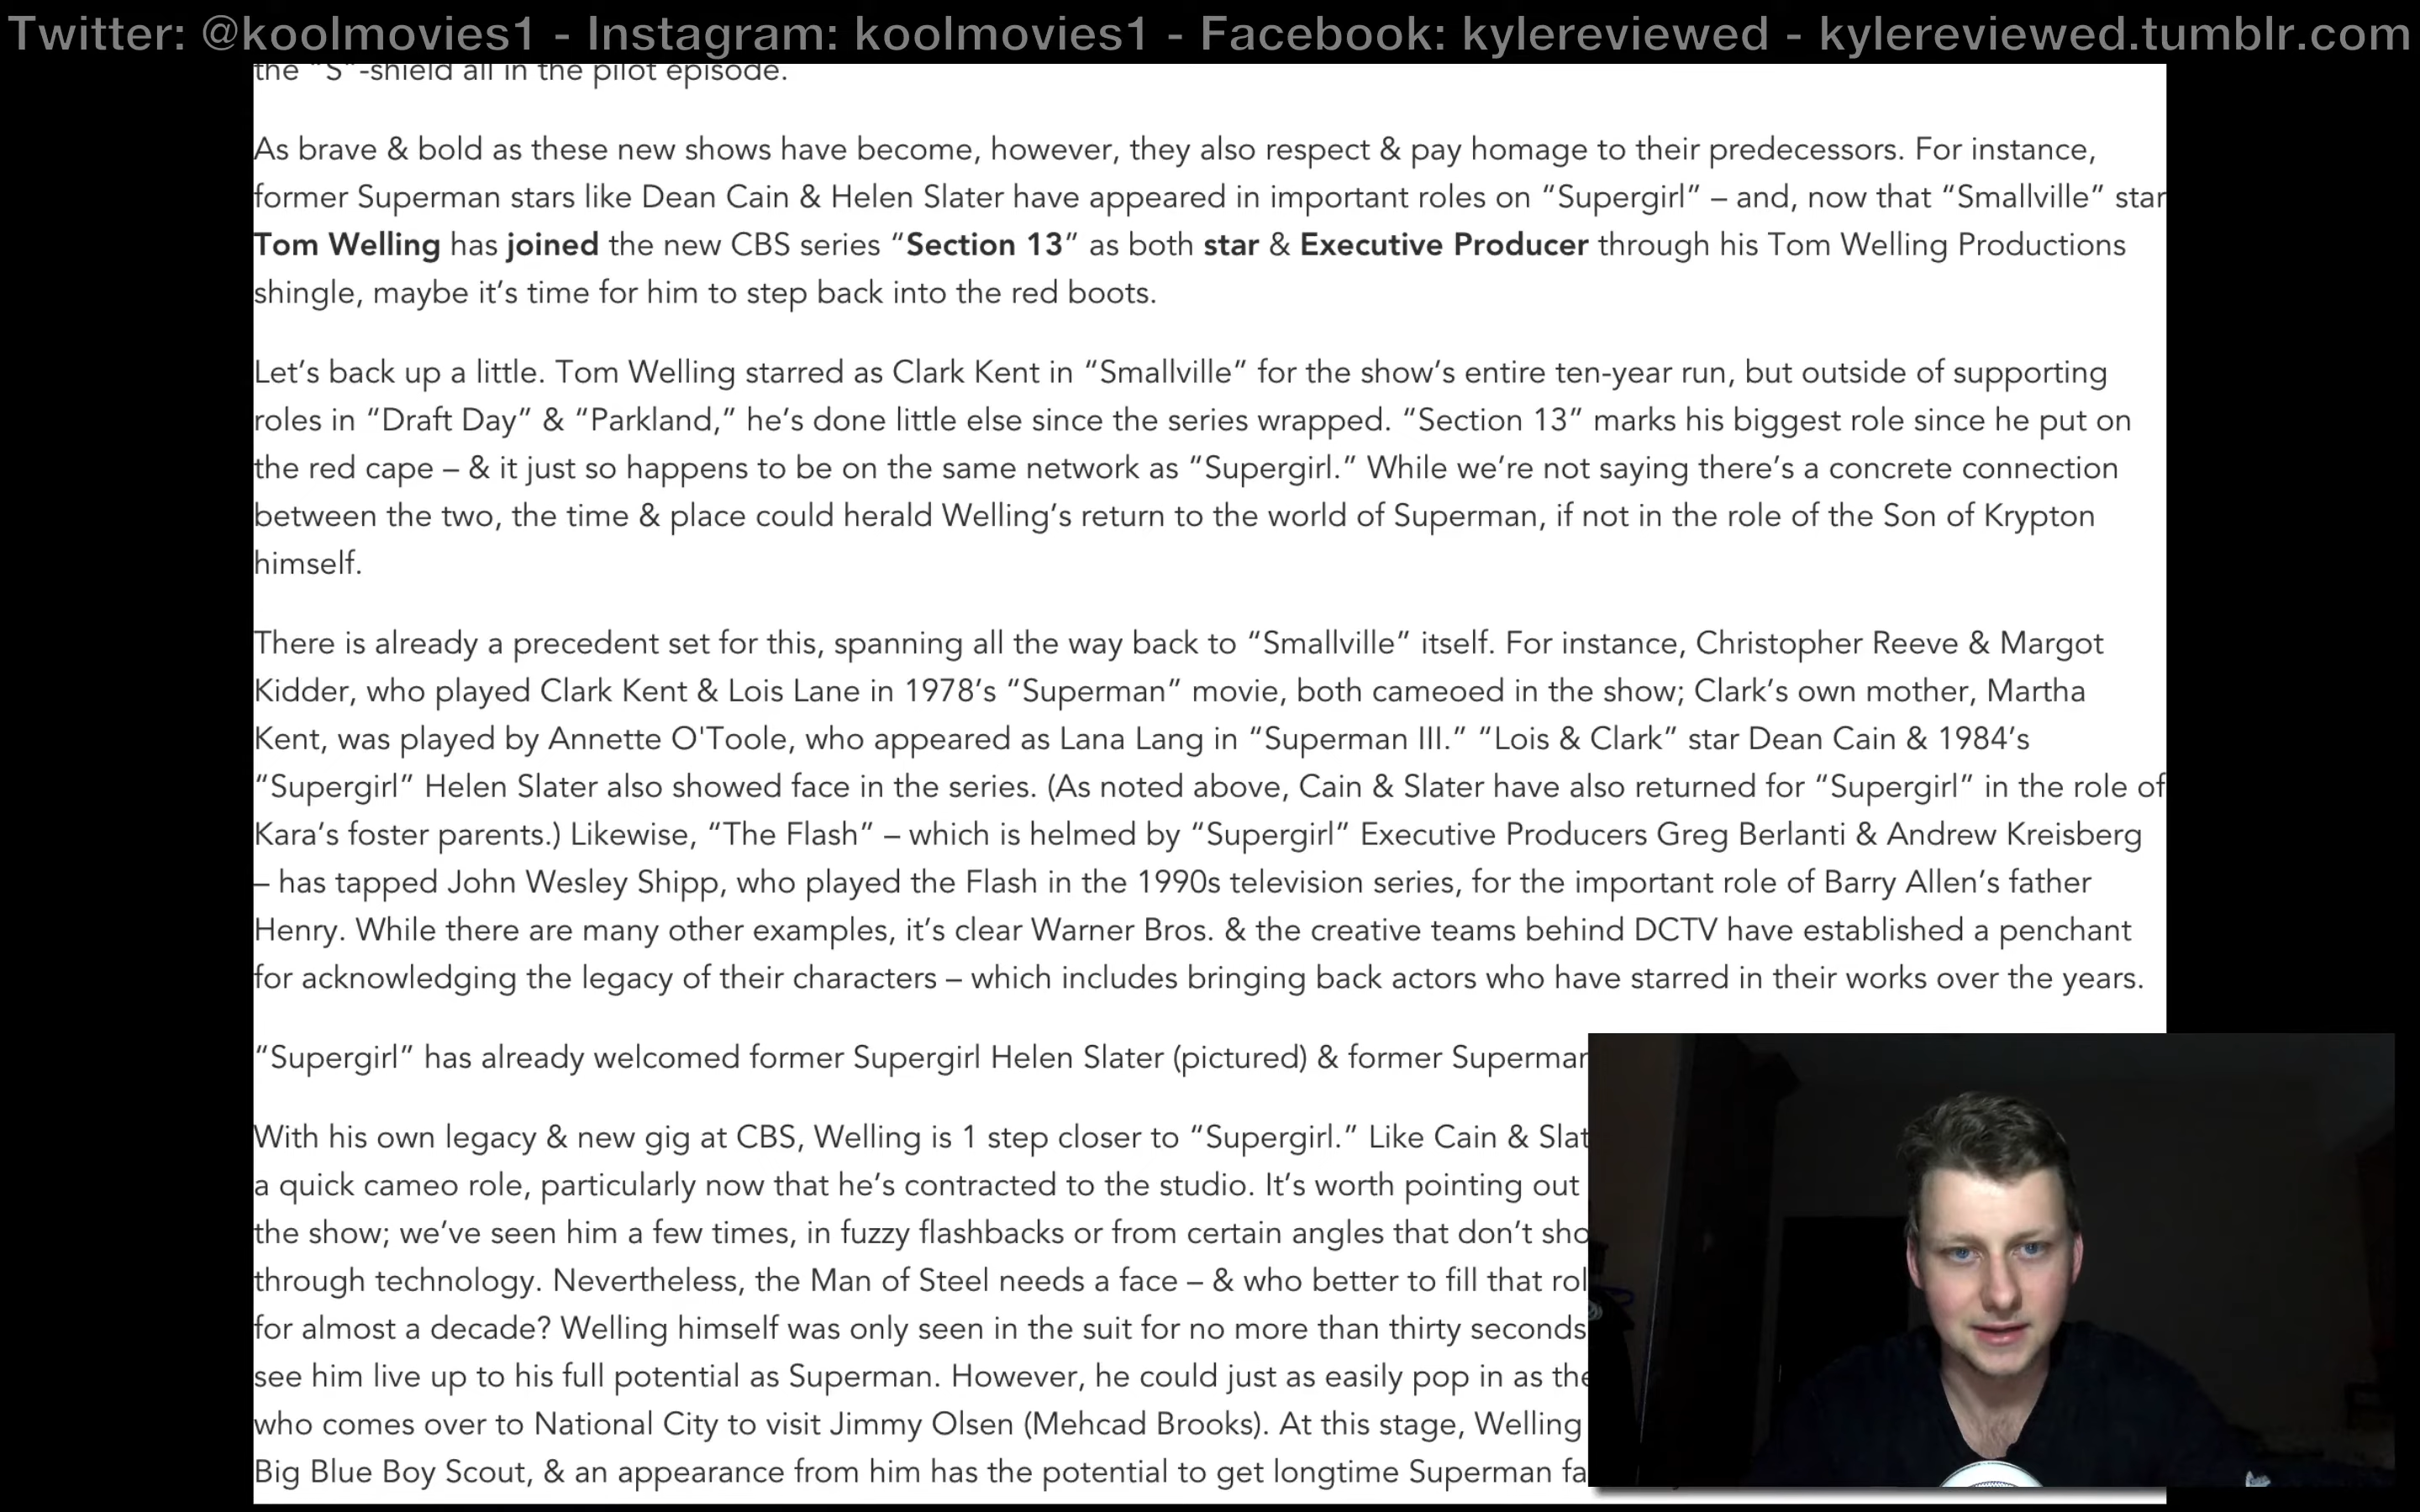 Twitter: @koolmovies1 - Instagram: koolmovies1 - Facebook: kylereviewed - kylereviewed.tumblr.com
the "S"-shield all in the pilot episode.
As brave & bold as these new shows have become, however, they also respect & pay homage to their predecessors. For instance,
former Superman stars like Dean Cain & Helen Slater have appeared in important roles on “Supergirl” – and, now that “Smallville” star
Tom Welling has joined the new CBS series “Section 13” as both star & Executive Producer through his Tom Welling Productions
shingle, maybe it’s time for him to step back into the red boots.
Let’s back up a little. Tom Welling starred as Clark Kent in “Smallville” for the show’s entire ten-year run, but outside of supporting
roles in “Draft Day” & “Parkland,” he’s done little else since the series wrapped. “Section 13” marks his biggest role since he put on
the red cape – & it just so happens to be on the same network as “Supergirl.” While we’re not saying there’s a concrete connection
between the two, the time & place could herald Welling’s return to the world of Superman, if not in the role of the Son of Krypton
himself.
There is already a precedent set for this, spanning all the way back to “Smallville” itself. For instance, Christopher Reeve & Margot
Kidder, who played Clark Kent & Lois Lane in 1978’s “Superman” movie, both cameoed in the show; Clark’s own mother, Martha
Kent, was played by Annette O'Toole, who appeared as Lana Lang in “Superman III.” “Lois & Clark” star Dean Cain & 1984’s
“Supergirl” Helen Slater also showed face in the series. (As noted above, Cain & Slater have also returned for “Supergirl” in the role of
Kara’s foster parents.) Likewise, “The Flash” – which is helmed by “Supergirl” Executive Producers Greg Berlanti & Andrew Kreisberg
– has tapped John Wesley Shipp, who played the Flash in the 1990s television series, for the important role of Barry Allen’s father
Henry. While there are many other examples, it’s clear Warner Bros. & the creative teams behind DCTV have established a penchant
for acknowledging the legacy of their characters – which includes bringing back actors who have starred in their works over the years.
“Supergirl” has already welcomed former Supergirl Helen Slater (pictured) & former Superman
With his own legacy & new gig at CBS, Welling is 1 step closer to “Supergirl.” Like Cain & Slat
a quick cameo role, particularly now that he’s contracted to the studio. It’s worth pointing out
the show; we’ve seen him a few times, in fuzzy flashbacks or from certain angles that don’t sho
through technology. Nevertheless, the Man of Steel needs a face – & who better to fill that rol
for almost a decade? Welling himself was only seen in the suit for no more than thirty seconds
see him live up to his full potential as Superman. However, he could just as easily pop in as the
who comes over to National City to visit Jimmy Olsen (Mehcad Brooks). At this stage, Welling
Big Blue Boy Scout, & an appearance from him has the potential to get longtime Superman fa